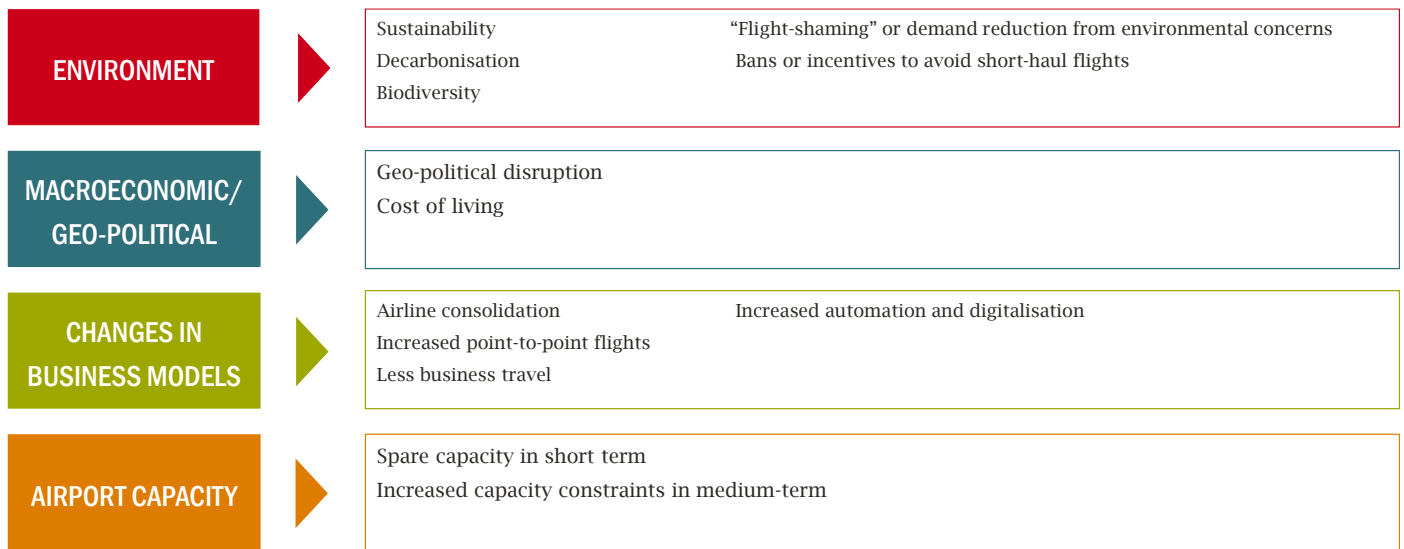 ENVIRONMENT
Sustainability “Flight-shaming” or demand reduction from environmental concerns
Decarbonisation Bans or incentives to avoid short-haul flights
Biodiversity
MACROECONOMIC/
GEO-POLITICAL
Geo-political disruption
Cost of living
CHANGES IN
BUSINESS MODELS
Airline consolidation Increased automation and digitalisation
Increased point-to-point flights
Less business travel
AIRPORT CAPACITY
Spare capacity in short term
Increased capacity constraints in medium-term